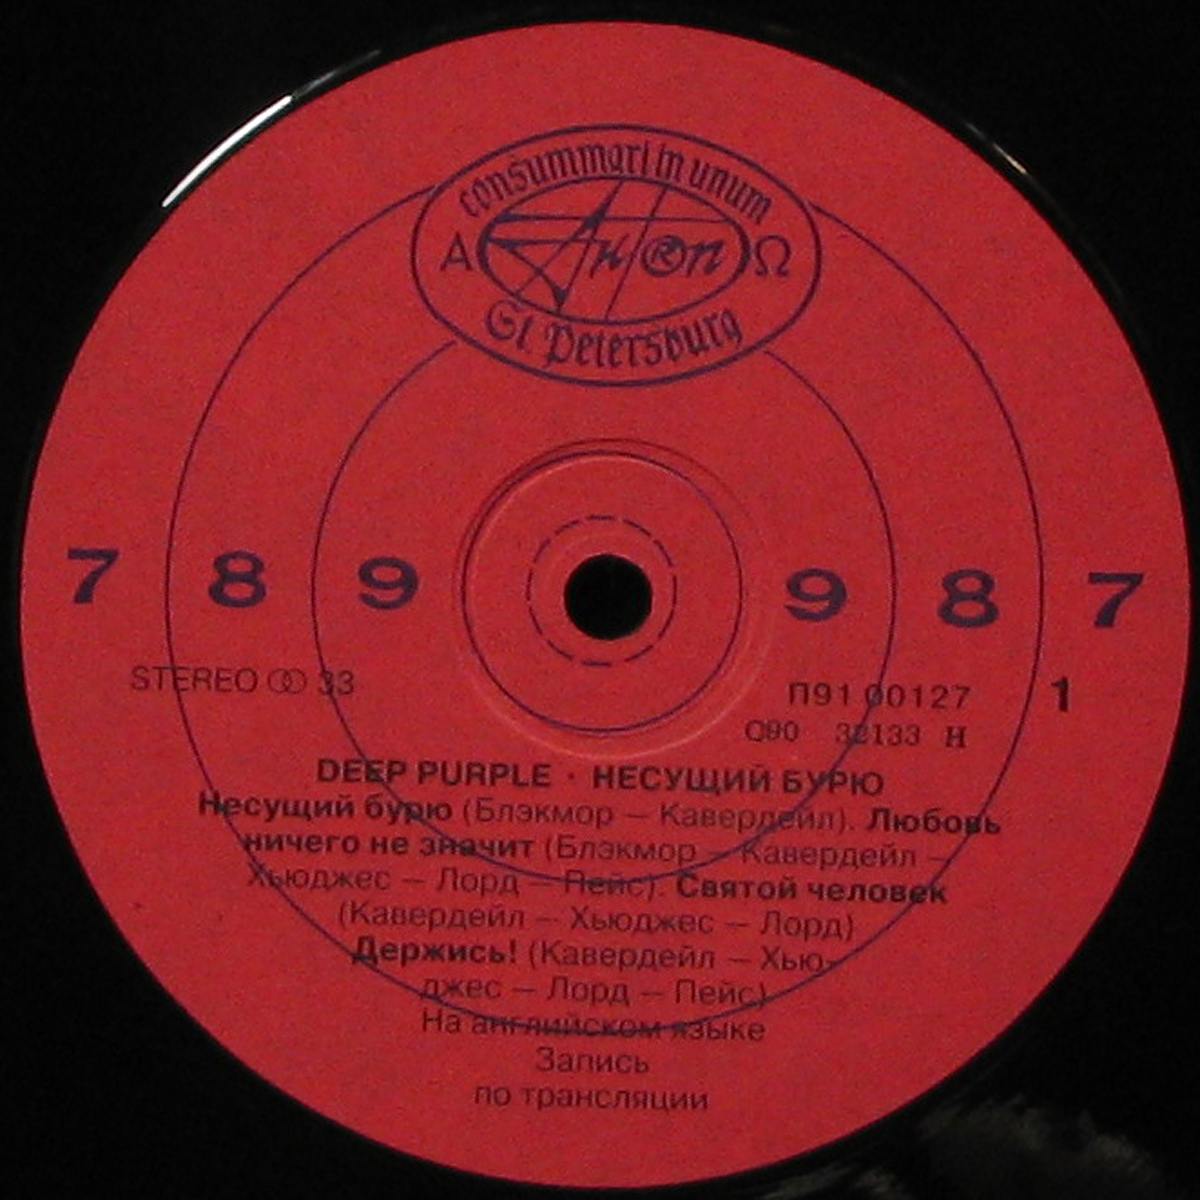 consummari in unum
А АнТроп Ω
St. Petersburg
7 8 9 9 8 7
STEREO 33
П91 00127 1
О90 32133 Н
DEEP PURPLE · НЕСУЩИЙ БУРЮ
Несущий бурю (Блэкмор — Кавердейл). Любовь
ничего не значит (Блэкмор — Кавердейл —
Хьюджес — Лорд — Пейс). Святой человек
(Кавердейл — Хьюджес — Лорд)
Держись! (Кавердейл — Хью-
джес — Лорд — Пейс)
На английском языке
Запись
по трансляции